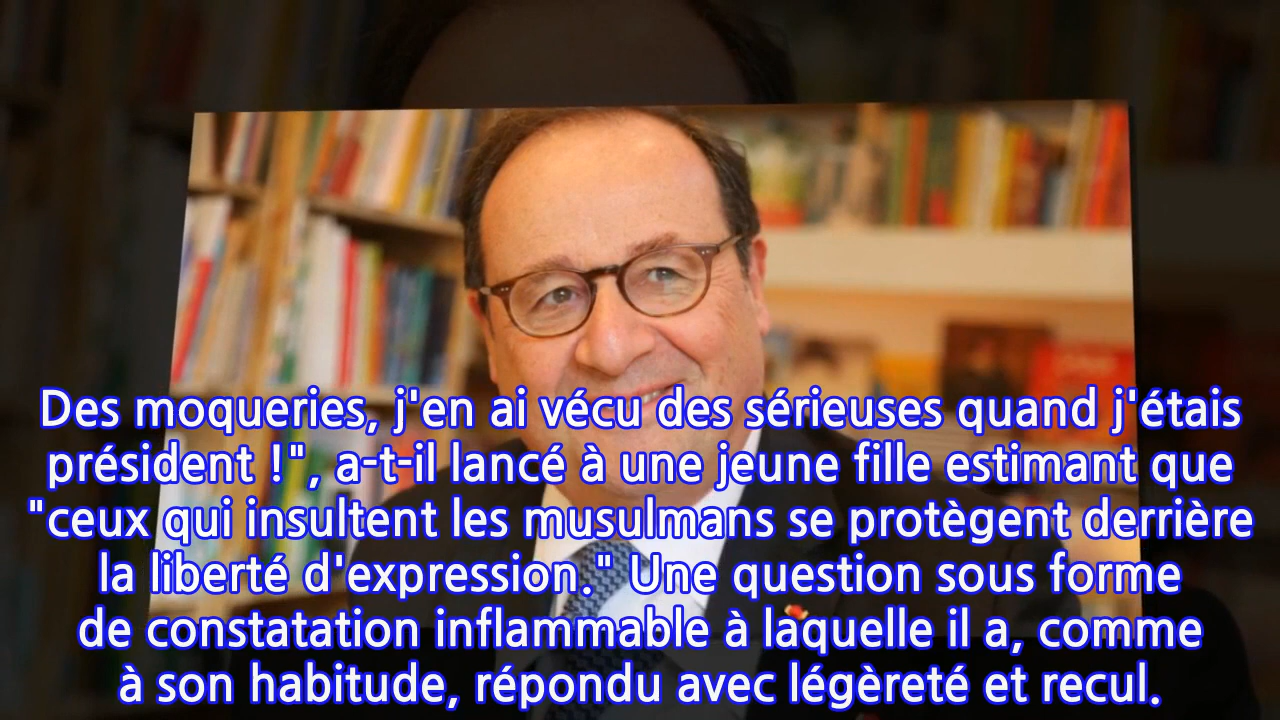 Des moqueries, j'en ai vécu des sérieuses quand j'étais
président !", a-t-il lancé à une jeune fille estimant que
"ceux qui insultent les musulmans se protègent derrière
la liberté d'expression." Une question sous forme
de constatation inflammable à laquelle il a, comme
à son habitude, répondu avec légèreté et recul.